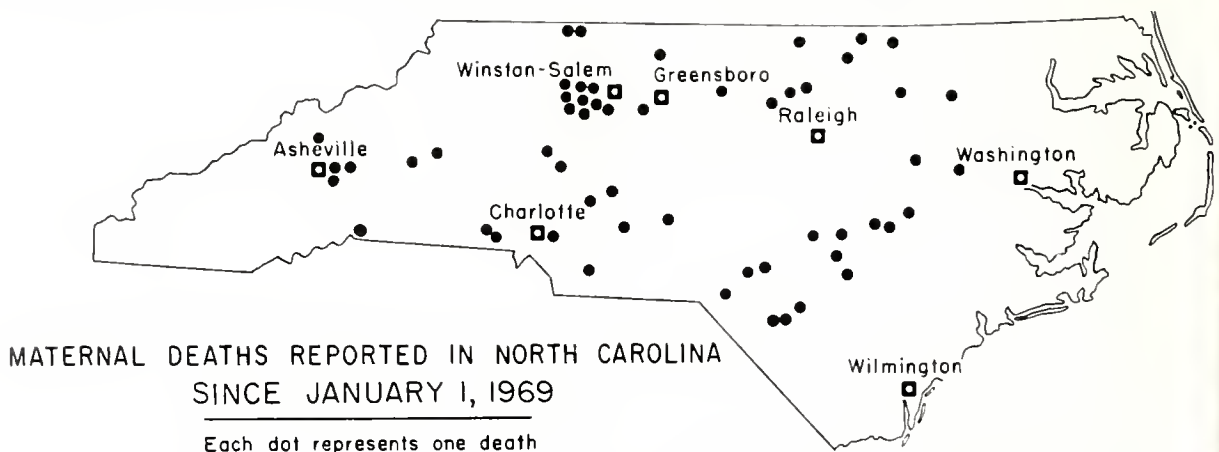 Winstan-Salem
Greensboro
Raleigh
Asheville
Washington
Charlotte
MATERNAL DEATHS REPORTED IN NORTH CAROLINA
SINCE JANUARY 1, 1969
Wilmington
Each dot represents one death